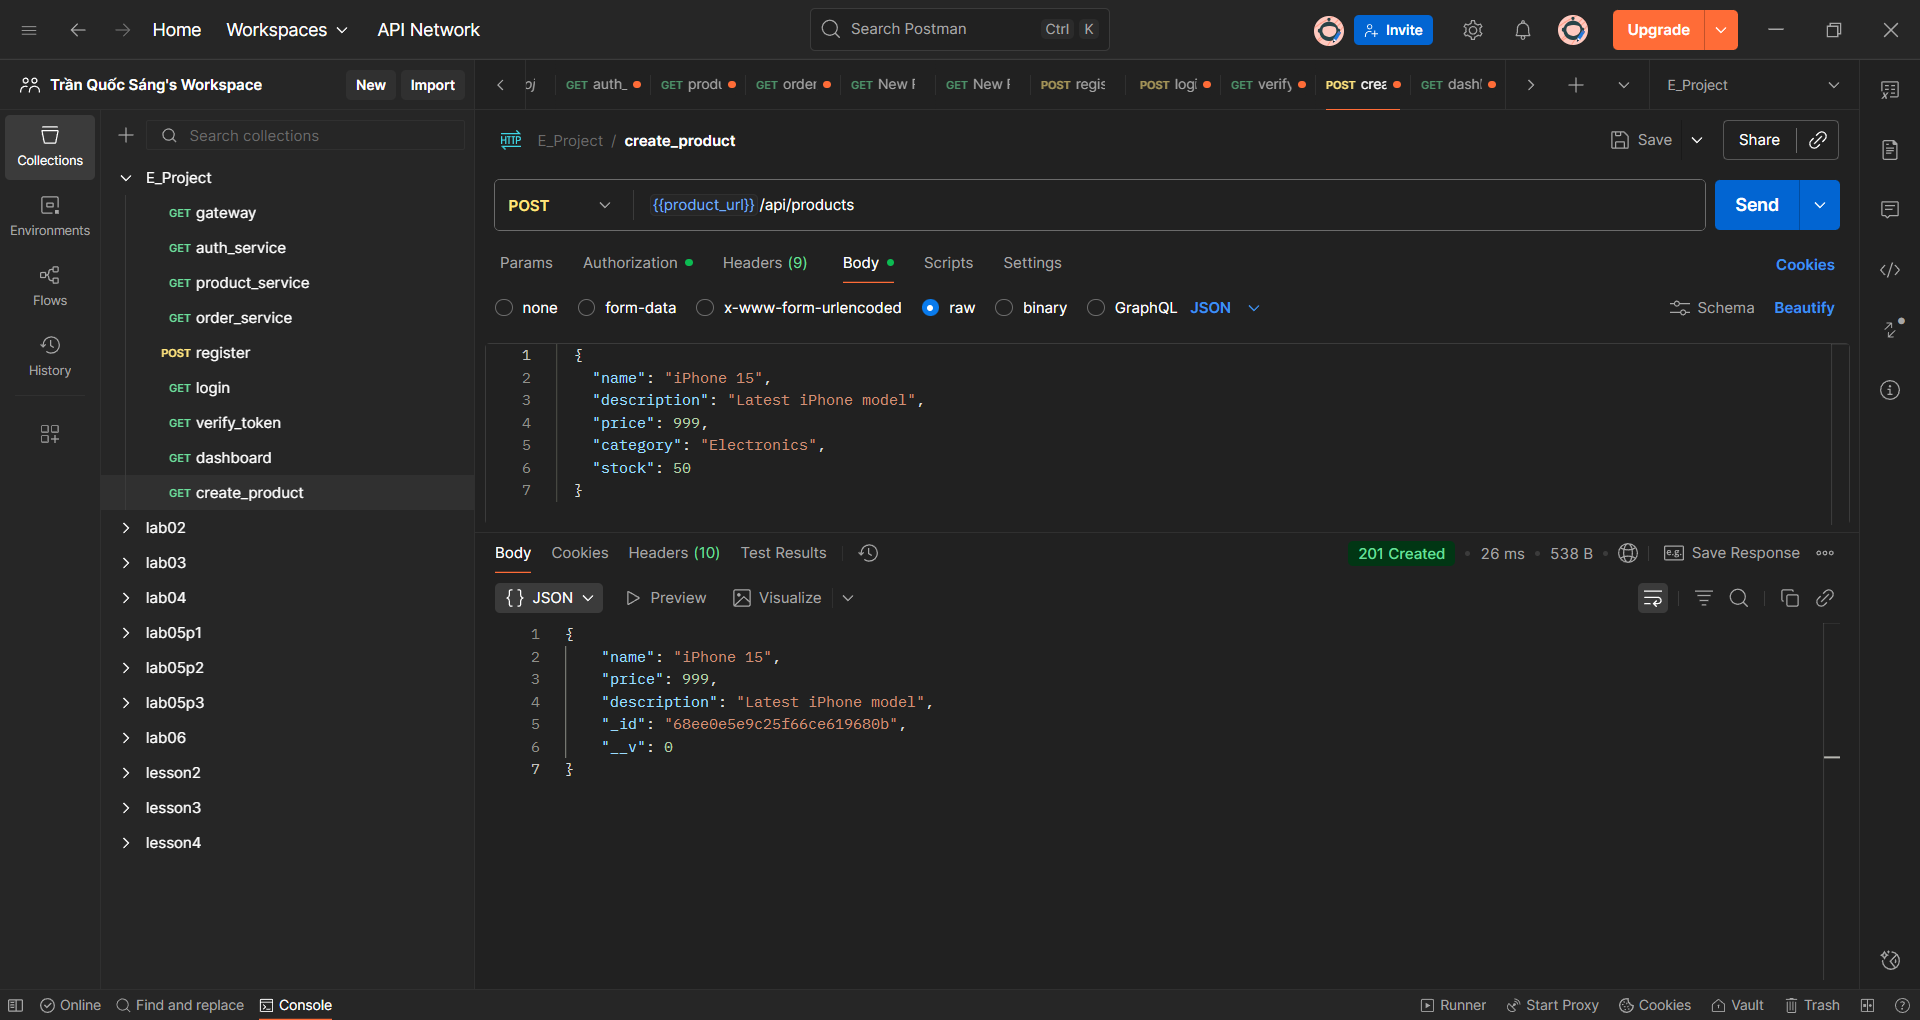 Home Workspaces API Network Search Postman Ctrl K Invite Upgrade
Trần Quốc Sáng's Workspace New Import
oj GET auth_ GET produ GET order GET New F GET New F POST regis POST logi GET verify POST crea GET dashl E_Project
Collections
Environments
Flows
History
Search collections
E_Project
GET gateway
GET auth_service
GET product_service
GET order_service
POST register
GET login
GET verify_token
GET dashboard
GET create_product
lab02
lab03
lab04
lab05p1
lab05p2
lab05p3
lab06
lesson2
lesson3
lesson4
HTTP E_Project / create_product Save Share
POST {{product_url}} /api/products Send
Params Authorization Headers (9) Body Scripts Settings Cookies
none form-data x-www-form-urlencoded raw binary GraphQL JSON Schema Beautify
1 {
2 "name": "iPhone 15",
3 "description": "Latest iPhone model",
4 "price": 999,
5 "category": "Electronics",
6 "stock": 50
7 }
Body Cookies Headers (10) Test Results 201 Created 26 ms 538 B e.g. Save Response
{} JSON Preview Visualize
1 {
2 "name": "iPhone 15",
3 "price": 999,
4 "description": "Latest iPhone model",
5 "_id": "68ee0e5e9c25f66ce619680b",
6 "__v": 0
7 }
Online Find and replace Console Runner Start Proxy Cookies Vault Trash